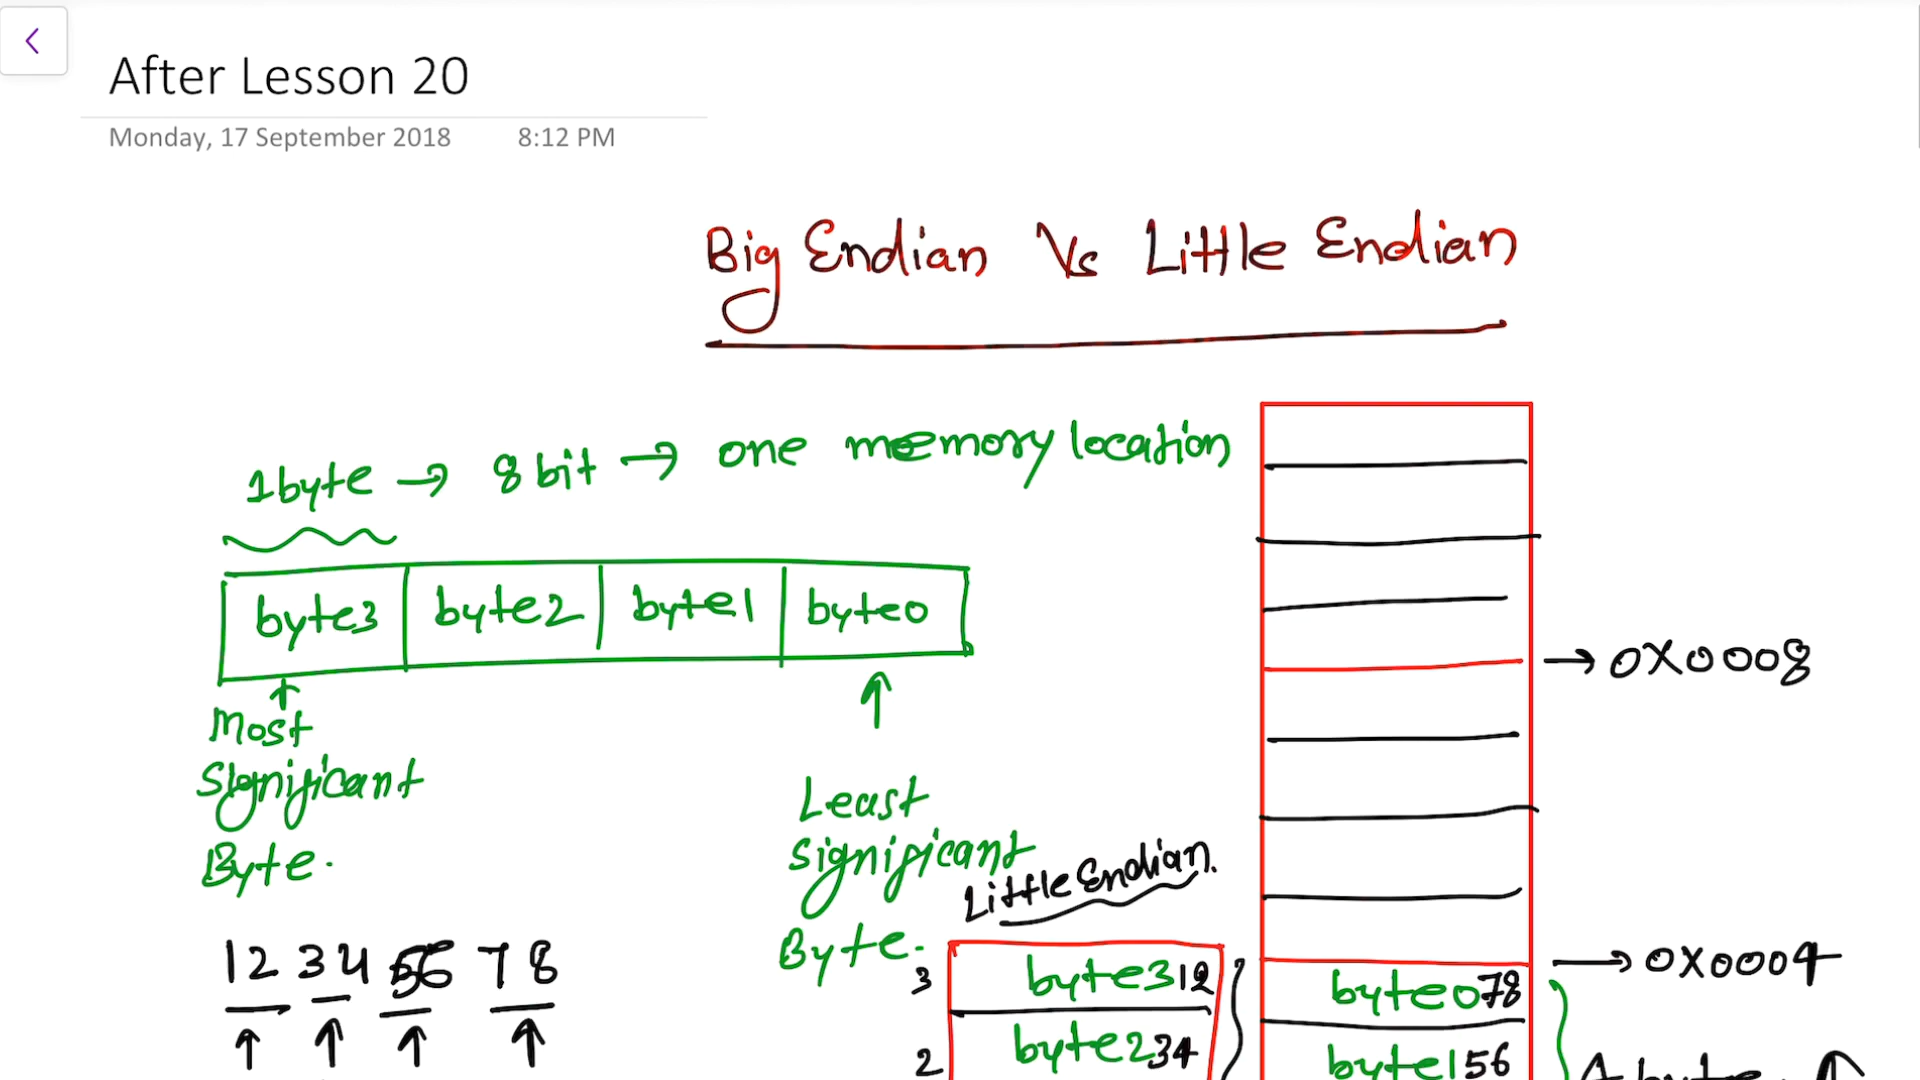 After Lesson 20
Monday, 17 September 2018 8:12 PM
Big Endian Vs Little Endian
1byte → 8 bit → one memory location
byte3 byte2 byte1 byte0
→ 0X0008
Most
Significant
Byte.
Least
Significant
Byte.
Little Endian.
12 34 56 78
→ 0X0004
3 byte3 12
byte0 78
2 byte2 34
byte1 56